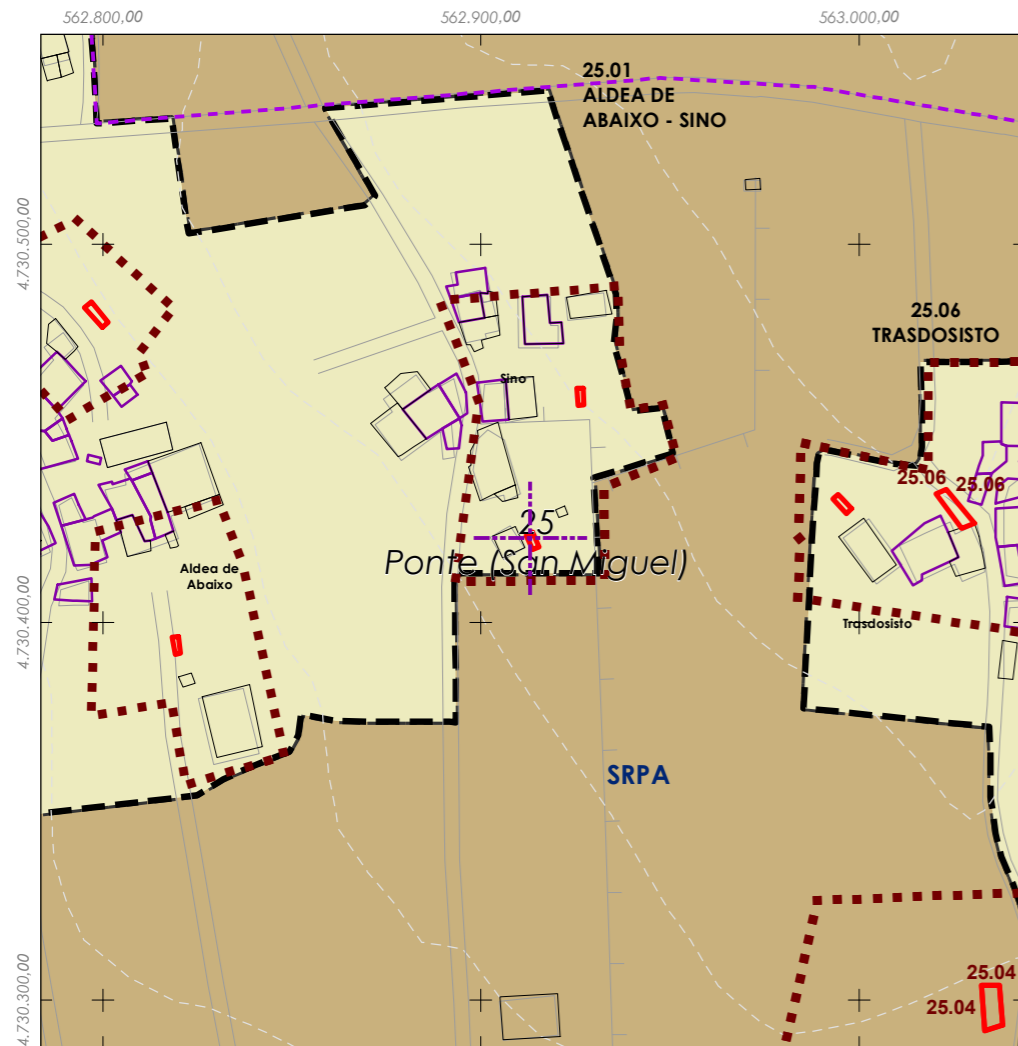 562.800,00
562.900,00
563.000,00
25.01
ALDEA DE
ABAIXO - SINO
4.730.500,00
25.06
TRASDOSISTO
Sino
25.06
25.06
25
Ponte (San Miguel)
Aldea de
Abaixo
4.730.400,00
Trasdosisto
SRPA
4.730.300,00
25.04
25.04